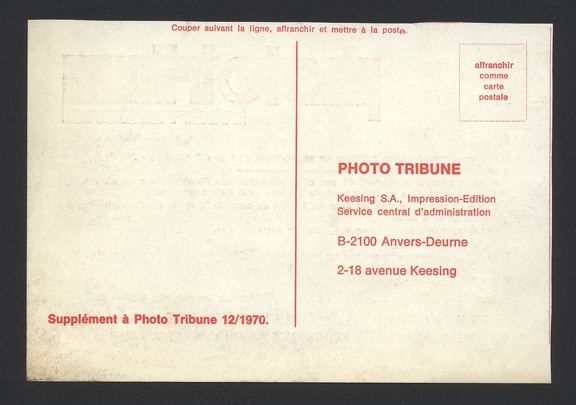 Couper suivant la ligne, affranchir et mettre à la poste.
affranchir
comme
carte
postale
PHOTO TRIBUNE
Keesing S.A., Impression-Edition
Service central d'administration
B-2100 Anvers-Deurne
2-18 avenue Keesing
Supplément à Photo Tribune 12/1970.